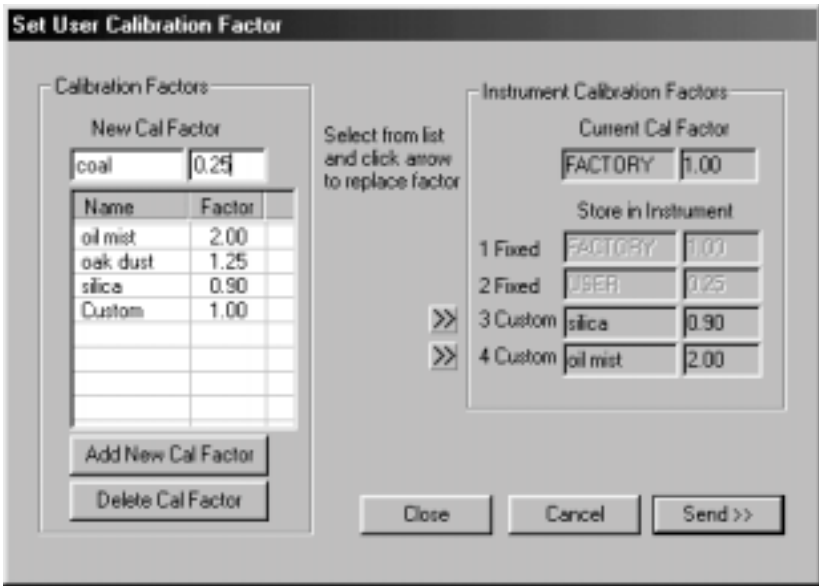 Set User Calibration Factor
Calibration Factors
New Cal Factor
coal 0.25
Name Factor
oil mist 2.00
oak dust 1.25
silica 0.90
Custom 1.00
Add New Cal Factor
Delete Cal Factor
Select from list
and click arrow
to replace factor
>>
>>
Instrument Calibration Factors
Current Cal Factor
FACTORY 1.00
Store in Instrument
1 Fixed FACTORY 1.00
2 Fixed USER 0.25
3 Custom silica 0.90
4 Custom oil mist 2.00
Close Cancel Send >>